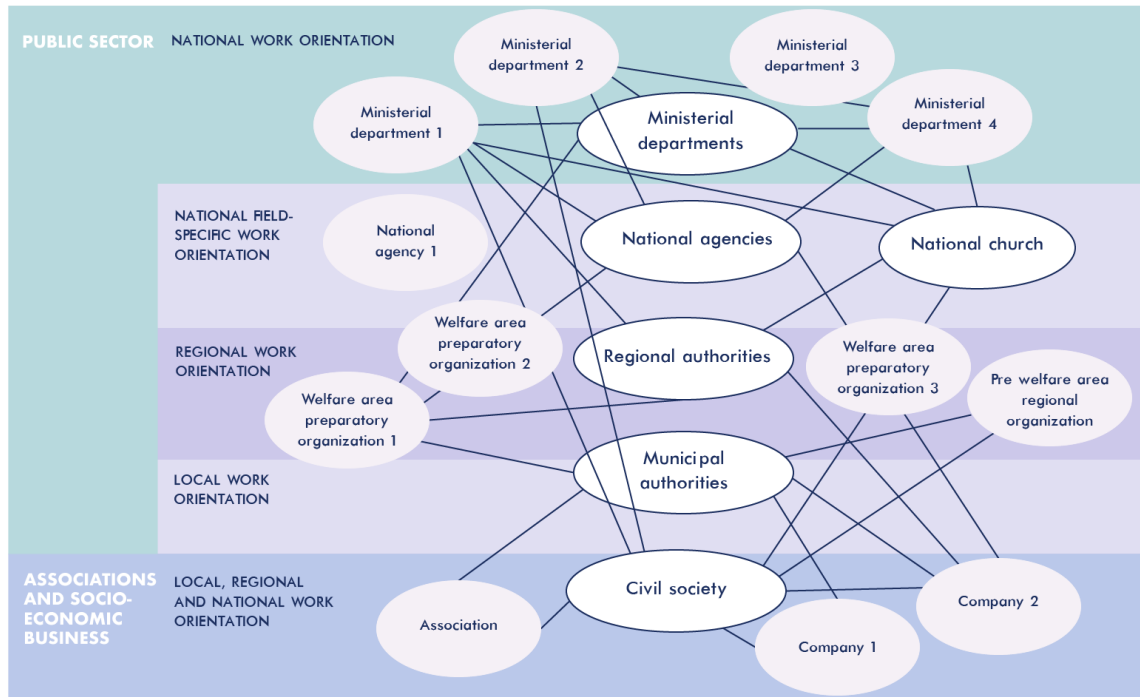 PUBLIC SECTOR
NATIONAL WORK ORIENTATION
Ministerial
department 2
Ministerial
department 3
Ministerial
department 1
Ministerial
departments
Ministerial
department 4
NATIONAL FIELD-
SPECIFIC WORK
ORIENTATION
National
agency 1
National agencies
National church
REGIONAL WORK
ORIENTATION
Welfare area
preparatory
organization 2
Regional authorities
Welfare area
preparatory
organization 3
Pre welfare area
regional
organization
Welfare area
preparatory
organization 1
LOCAL WORK
ORIENTATION
Municipal
authorities
ASSOCIATIONS
AND SOCIO-
ECONOMIC
BUSINESS
LOCAL, REGIONAL
AND NATIONAL WORK
ORIENTATION
Association
Civil society
Company 1
Company 2